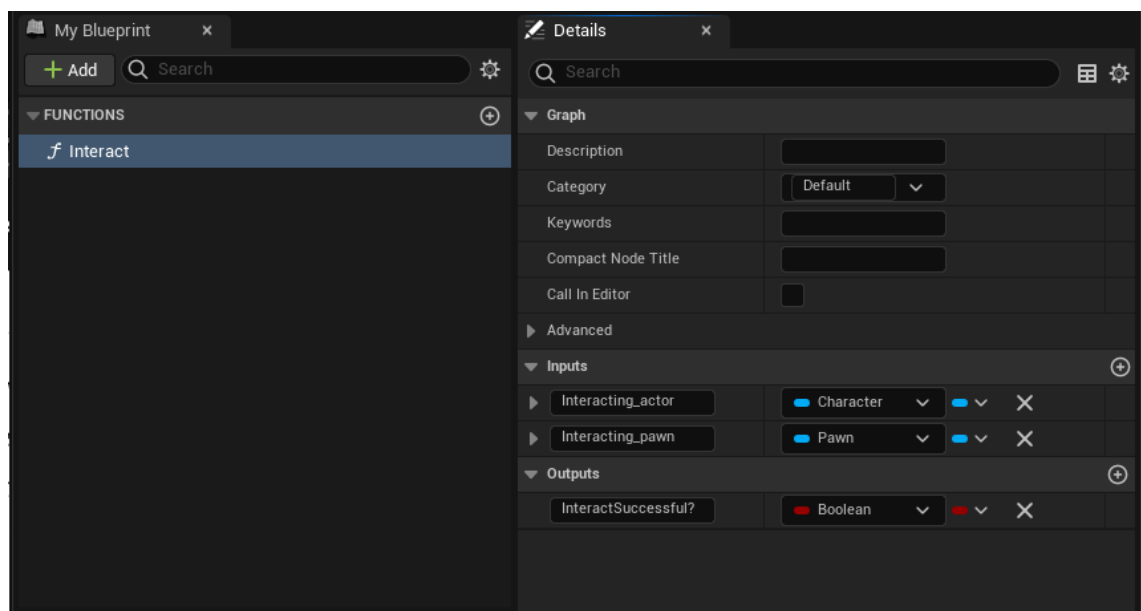 My Blueprint
Add
Search
FUNCTIONS
Interact
Details
Search
Graph
Description
Category Default
Keywords
Compact Node Title
Call In Editor
Advanced
Inputs
Interacting_actor Character
Interacting_pawn Pawn
Outputs
InteractSuccessful? Boolean